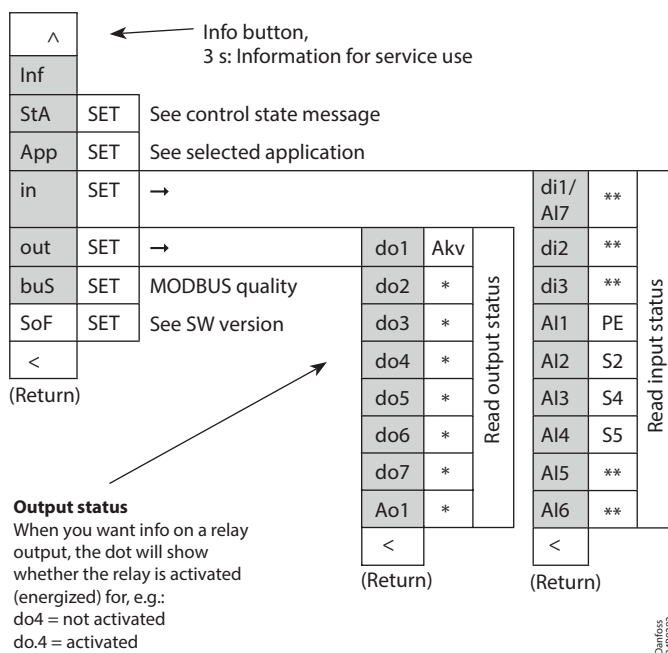 ^
Info button,
3 s: Information for service use
Inf
StA SET See control state message
App SET See selected application
in SET →
out SET →
buS SET MODBUS quality
SoF SET See SW version
<
(Return)
do1 Akv
do2 *
do3 *
do4 *
do5 *
do6 *
do7 *
Ao1 *
<
(Return)
Read output status
di1/
AI7 **
di2 **
di3 **
AI1 PE
AI2 S2
AI3 S4
AI4 S5
AI5 **
AI6 **
<
(Return)
Read input status
Output status
When you want info on a relay
output, the dot will show
whether the relay is activated
(energized) for, e.g.:
do4 = not activated
do.4 = activated
Danfoss